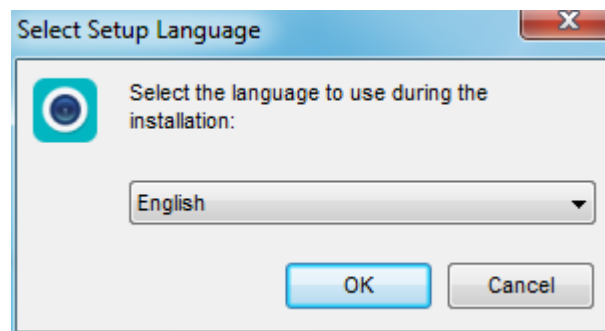 Select Setup Language
Select the language to use during the
installation:
English
OK
Cancel